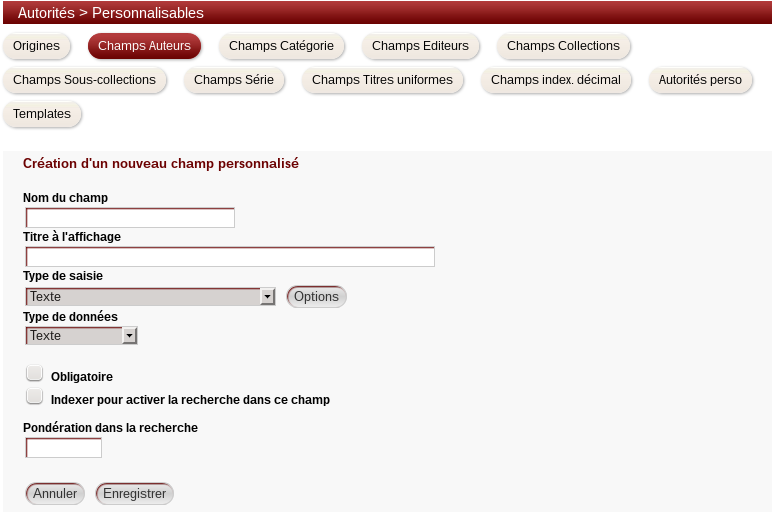 Autorités > Personnalisables
Origines Champs Auteurs Champs Catégorie Champs Editeurs Champs Collections
Champs Sous-collections Champs Série Champs Titres uniformes Champs index. décimal Autorités perso
Templates
Création d'un nouveau champ personnalisé
Nom du champ
Titre à l'affichage
Type de saisie
Texte Options
Type de données
Texte
Obligatoire
Indexer pour activer la recherche dans ce champ
Pondération dans la recherche
Annuler Enregistrer